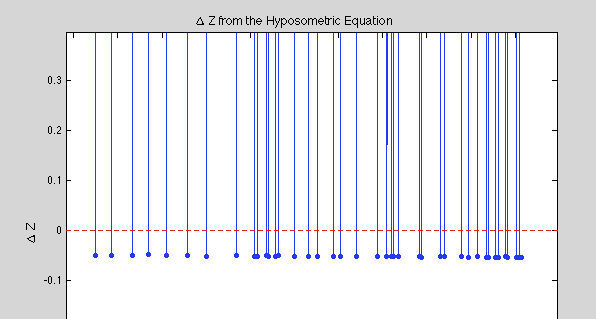 Δ Z from the Hyposometric Equation
0.3
0.2
0.1
0
-0.1
Δ Z